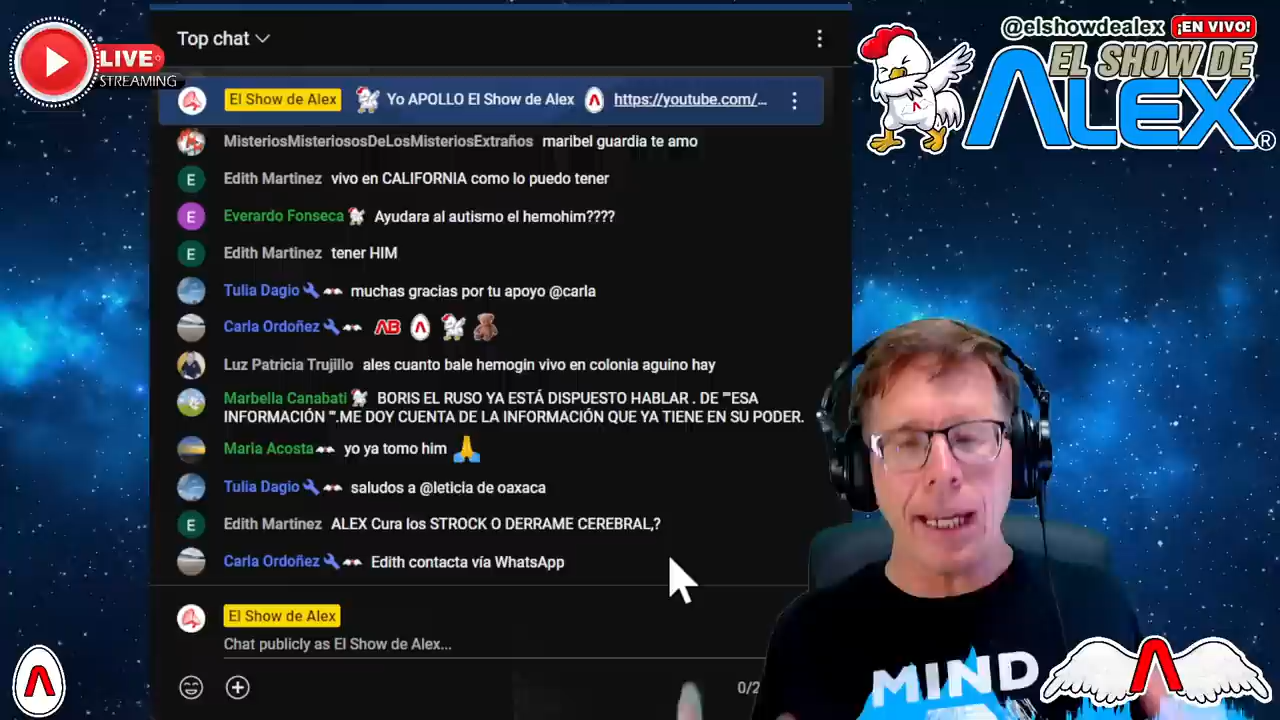 LIVE
STREAMING
Top chat
@elshowdealex ¡EN VIVO!
EL SHOW DE
ALEX®
El Show de Alex Yo APOLLO El Show de Alex https://youtube.com/...
MisteriosMisteriososDeLosMisteriosExtraños maribel guardia te amo
E Edith Martinez vivo en CALIFORNIA como lo puedo tener
E Everardo Fonseca Ayudara al autismo el hemohim????
E Edith Martinez tener HIM
Tulia Dagio muchas gracias por tu apoyo @carla
Carla Ordoñez AB
Luz Patricia Trujillo ales cuanto bale hemogin vivo en colonia aguino hay
Marbella Canabati BORIS EL RUSO YA ESTÁ DISPUESTO HABLAR . DE "'ESA
INFORMACIÓN '".ME DOY CUENTA DE LA INFORMACIÓN QUE YA TIENE EN SU PODER.
Maria Acosta yo ya tomo him
Tulia Dagio saludos a @leticia de oaxaca
E Edith Martinez ALEX Cura los STROCK O DERRAME CEREBRAL,?
Carla Ordoñez Edith contacta vía WhatsApp
El Show de Alex
Chat publicly as El Show de Alex...
0/2
MIND